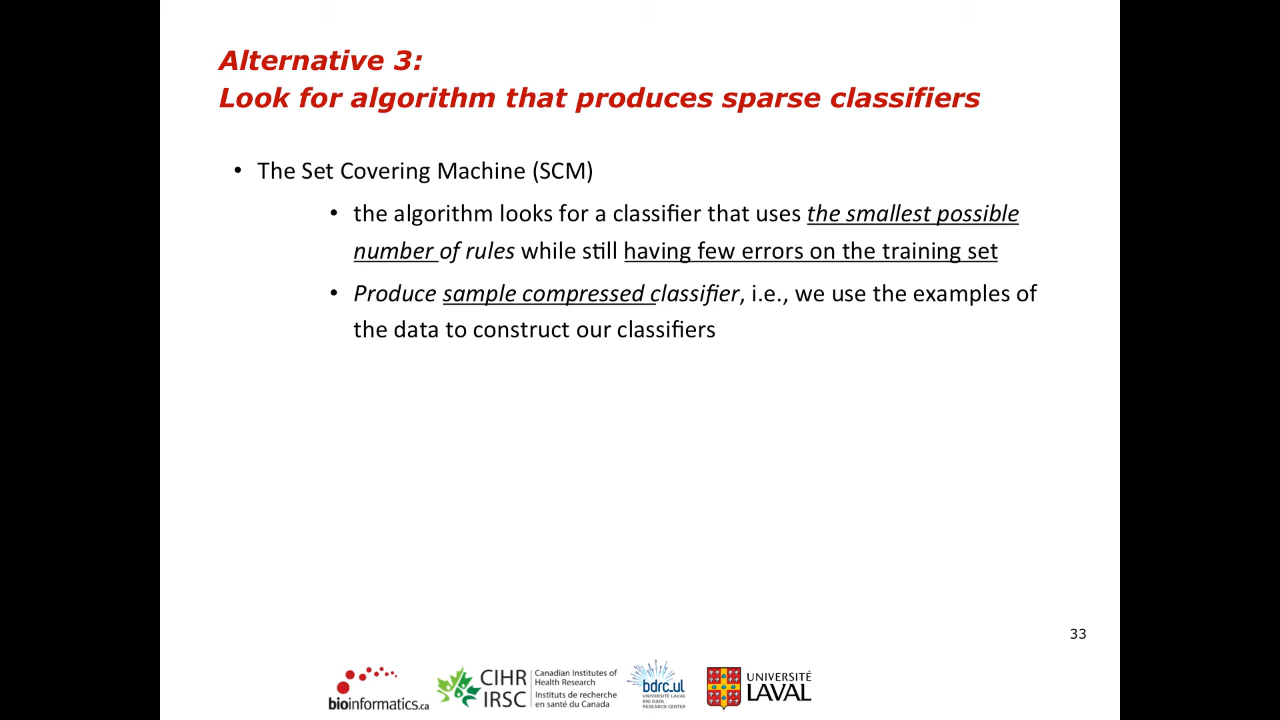 Alternative 3:
Look for algorithm that produces sparse classifiers
• The Set Covering Machine (SCM)
• the algorithm looks for a classifier that uses the smallest possible
number of rules while still having few errors on the training set
• Produce sample compressed classifier, i.e., we use the examples of
the data to construct our classifiers
33
bioinformatics.ca
CIHR
IRSC
Canadian Institutes of
Health Research
Instituts de recherche
en santé du Canada
bdrc_ul
UNIVERSITÉ LAVAL
BIG DATA
RESEARCH CENTER
UNIVERSITÉ
LAVAL